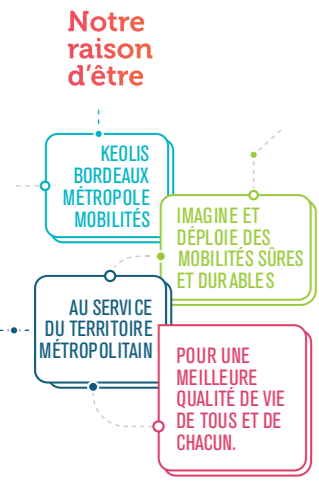 Notre
raison
d'être
KEOLIS
BORDEAUX
MÉTROPOLE
MOBILITÉS
IMAGINE ET
DÉPLOIE DES
MOBILITÉS SÛRES
ET DURABLES
AU SERVICE
DU TERRITOIRE
MÉTROPOLITAIN
POUR UNE
MEILLEURE
QUALITÉ DE VIE
DE TOUS ET DE
CHACUN.